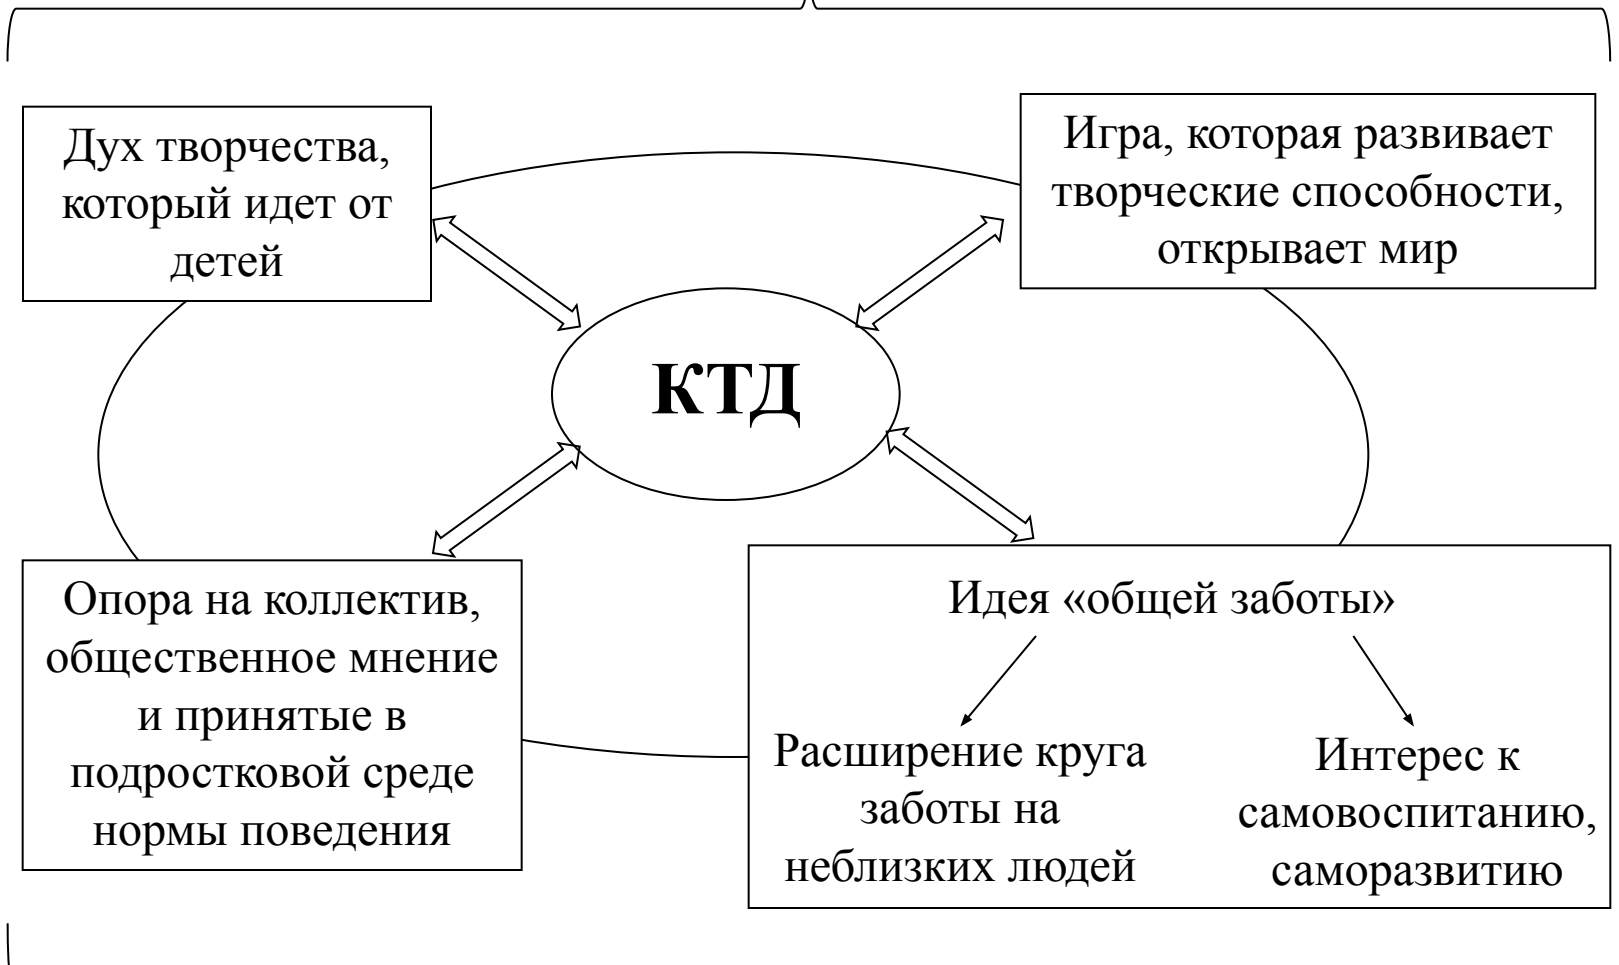 Дух творчества,
который идет от
детей
Игра, которая развивает
творческие способности,
открывает мир
КТД
Опора на коллектив,
общественное мнение
и принятые в
подростковой среде
нормы поведения
Идея «общей заботы»
Расширение круга
заботы на
неблизких людей
Интерес к
самовоспитанию,
саморазвитию